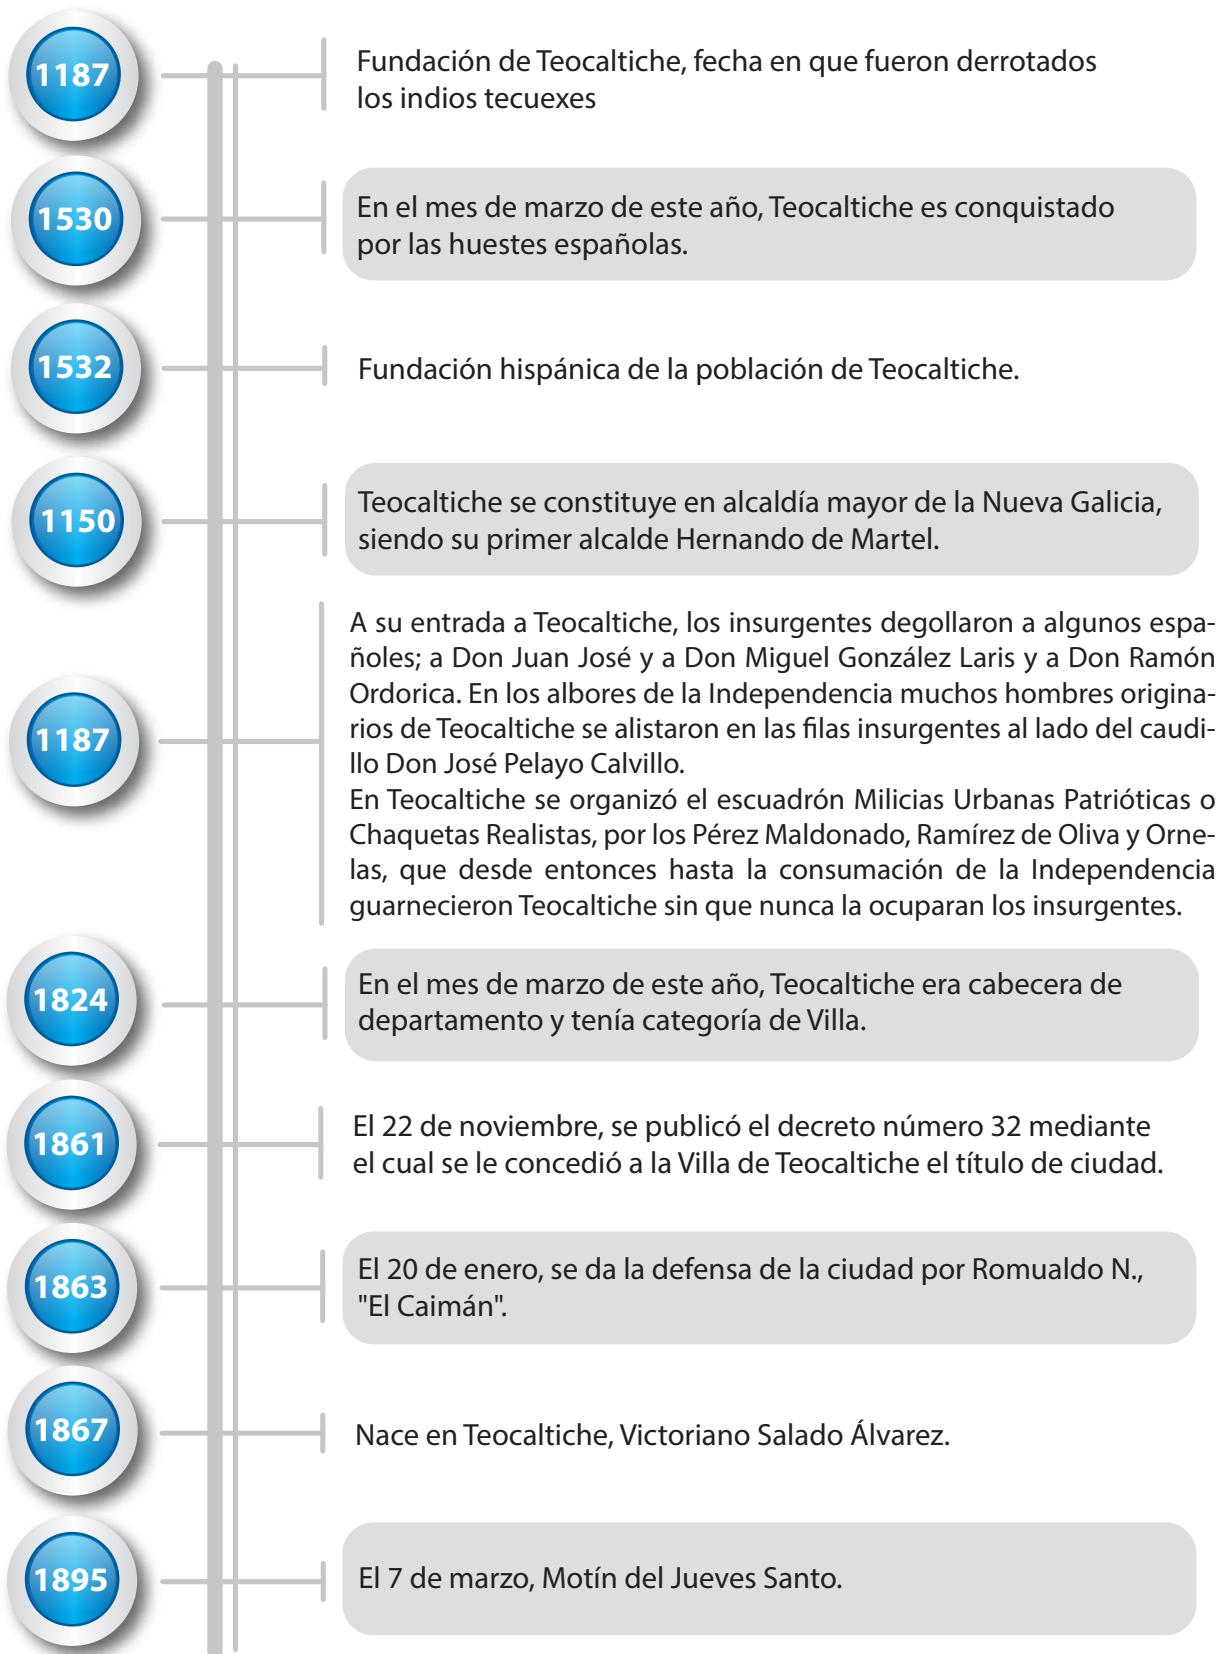 1187
Fundación de Teocaltiche, fecha en que fueron derrotados
los indios tecuexes
1530
En el mes de marzo de este año, Teocaltiche es conquistado
por las huestes españolas.
1532
Fundación hispánica de la población de Teocaltiche.
1150
Teocaltiche se constituye en alcaldía mayor de la Nueva Galicia,
siendo su primer alcalde Hernando de Martel.
1187
A su entrada a Teocaltiche, los insurgentes degollaron a algunos espa-
ñoles; a Don Juan José y a Don Miguel González Laris y a Don Ramón
Ordorica. En los albores de la Independencia muchos hombres origina-
rios de Teocaltiche se alistaron en las filas insurgentes al lado del caudi-
llo Don José Pelayo Calvillo.
En Teocaltiche se organizó el escuadrón Milicias Urbanas Patrióticas o
Chaquetas Realistas, por los Pérez Maldonado, Ramírez de Oliva y Orne-
las, que desde entonces hasta la consumación de la Independencia
guarnecieron Teocaltiche sin que nunca la ocuparan los insurgentes.
1824
En el mes de marzo de este año, Teocaltiche era cabecera de
departamento y tenía categoría de Villa.
1861
El 22 de noviembre, se publicó el decreto número 32 mediante
el cual se le concedió a la Villa de Teocaltiche el título de ciudad.
1863
El 20 de enero, se da la defensa de la ciudad por Romualdo N.,
"El Caimán".
1867
Nace en Teocaltiche, Victoriano Salado Álvarez.
1895
El 7 de marzo, Motín del Jueves Santo.